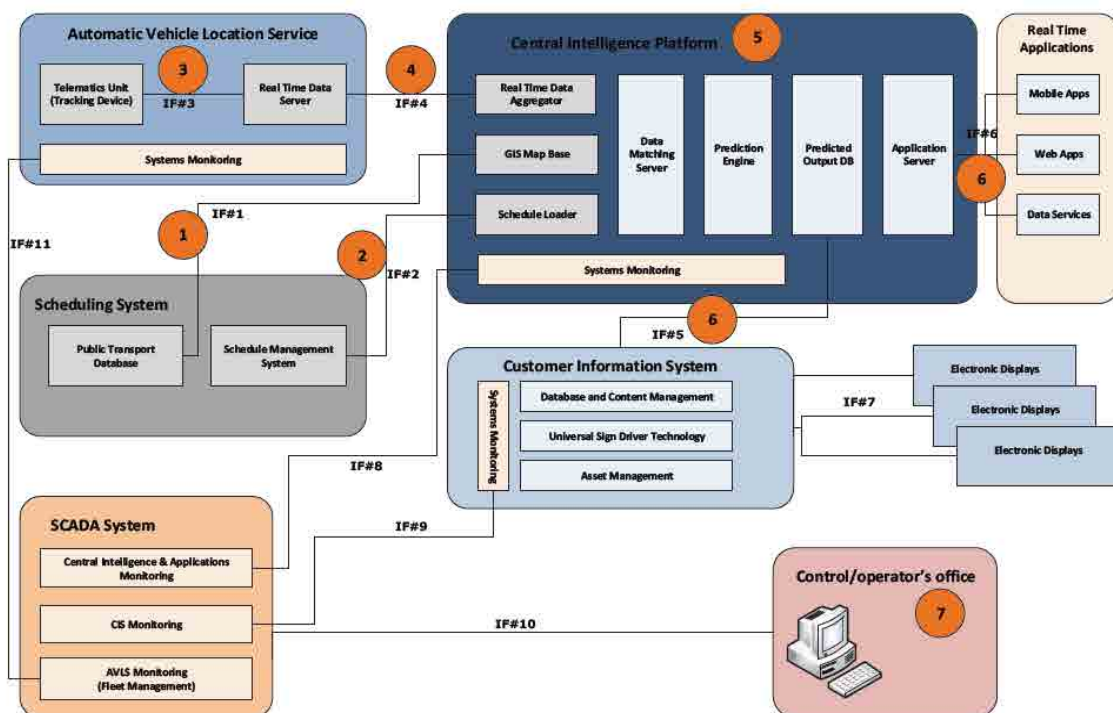 Automatic Vehicle Location Service
3
Telematics Unit
(Tracking Device)
IF#3
Real Time Data
Server
Systems Monitoring
4
IF#4
Central Intelligence Platform
5
Real Time Data
Aggregator
GIS Map Base
Schedule Loader
Data
Matching
Server
Prediction
Engine
Predicted
Output DB
Application
Server
Systems Monitoring
IF#6
6
Real Time
Applications
Mobile Apps
Web Apps
Data Services
IF#1
1
IF#11
2
IF#2
Scheduling System
Public Transport
Database
Schedule Management
System
6
IF#5
Customer Information System
Systems Monitoring
Database and Content Management
Universal Sign Driver Technology
Asset Management
IF#7
Electronic Displays
Electronic Displays
Electronic Displays
IF#8
IF#9
SCADA System
Central Intelligence & Applications
Monitoring
CIS Monitoring
AVLS Monitoring
(Fleet Management)
IF#10
Control/operator's office
7